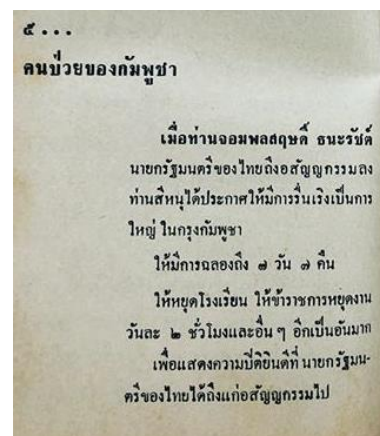 ๕ . . .
คนป่วยของกัมพูชา
เมื่อท่านจอมพลสฤษดิ์ ธนะรัชต์
นายกรัฐมนตรีของไทยถึงอสัญญกรรมลง
ท่านสีหนุได้ประกาศให้มีการรื่นเริงเป็นการ
ใหญ่ ในกรุงกัมพูชา
ให้มีการฉลองถึง ๗ วัน ๗ คืน
ให้หยุดโรงเรียน ให้ข้าราชการหยุดงาน
วันละ ๒ ชั่วโมงและอื่น ๆ อีกเป็นอันมาก
เพื่อแสดงความปิติยินดีที่ นายกรัฐมน-
ตรีของไทยได้ถึงแก่อสัญญกรรมไป